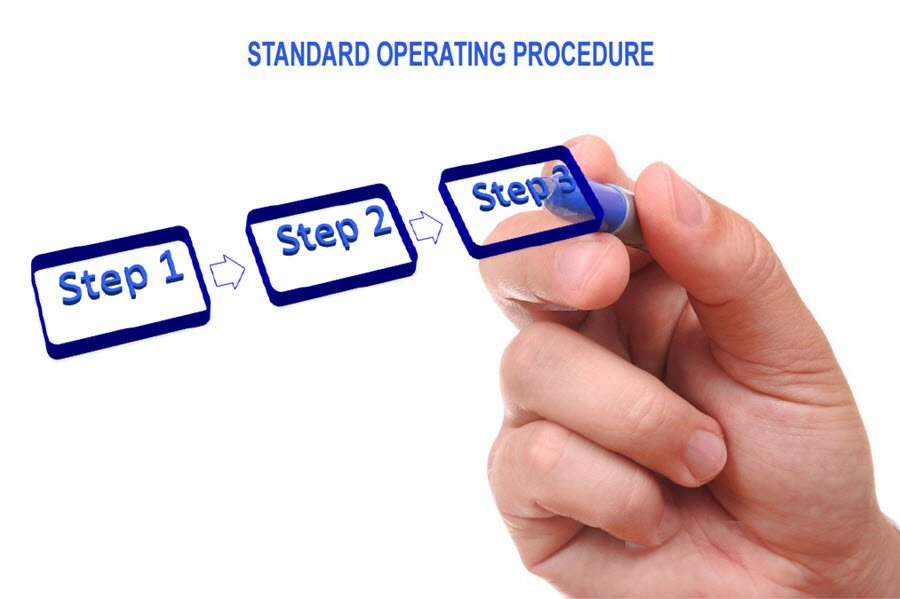 STANDARD OPERATING PROCEDURE
Step 1
Step 2
Step 3